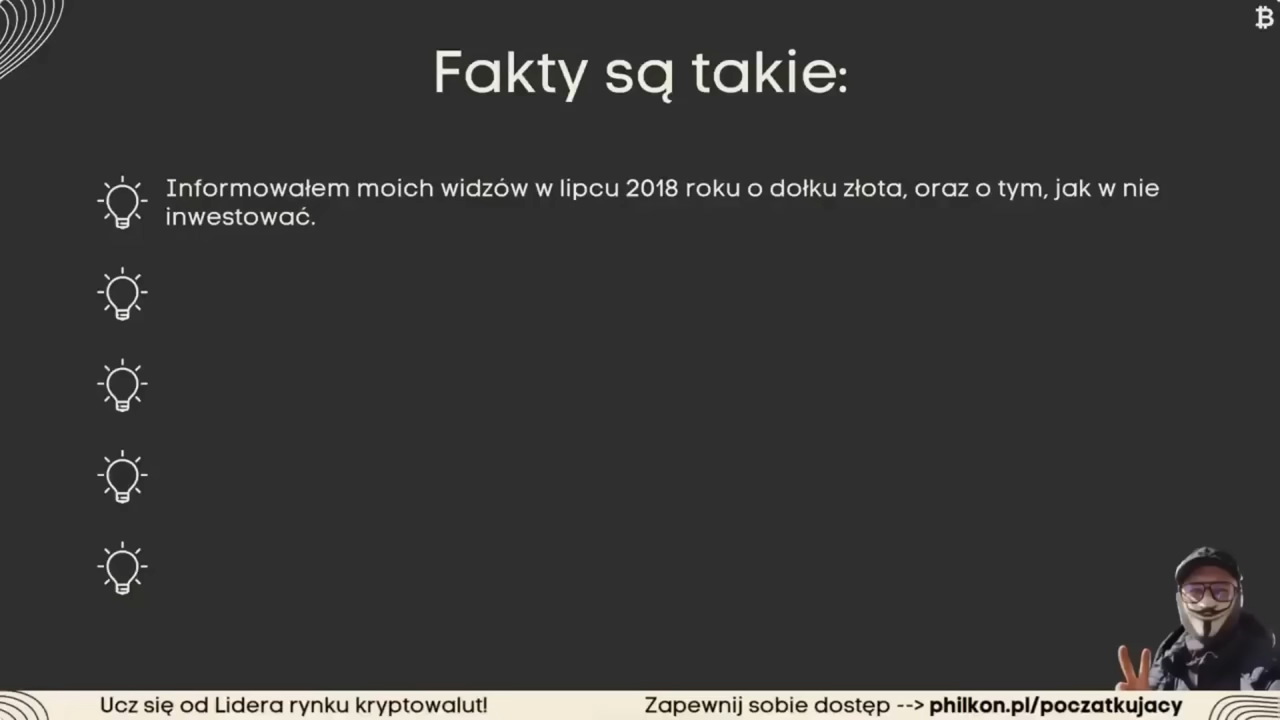 Fakty są takie:
Informowałem moich widzów w lipcu 2018 roku o dołku złota, oraz o tym, jak w nie
inwestować.
Ucz się od Lidera rynku kryptowalut!
Zapewnij sobie dostęp --> philkon.pl/poczatkujacy